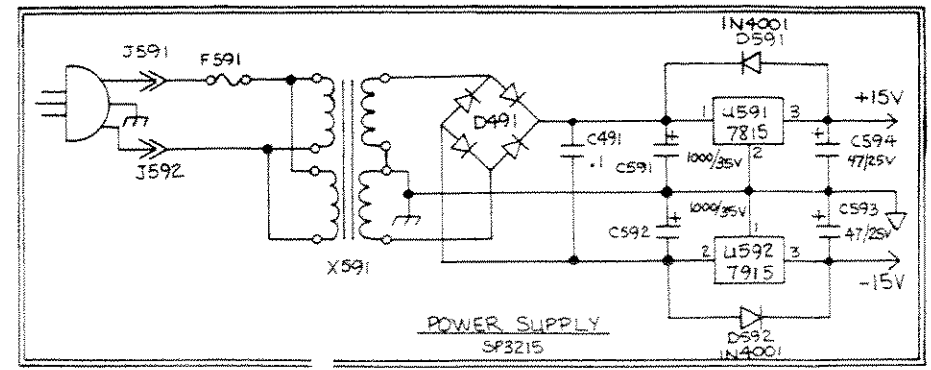 J591
F591
J592
X591
D491
C491
.1
C591
1000/35V
1N4001
D591
1
U591
3
7815
2
+15V
C594
47/25V
C592
1000/35V
1
2
U592
3
7915
C593
47/25V
-15V
D592
1N4001
POWER SUPPLY
SP3215